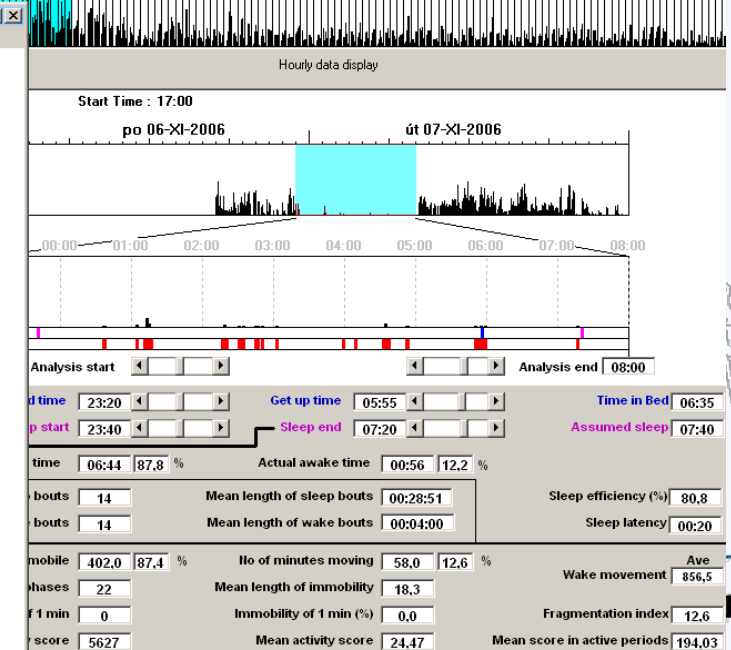 Hourly data display
Start Time : 17:00
po 06-XI-2006 út 07-XI-2006
00:00 01:00 02:00 03:00 04:00 05:00 06:00 07:00 08:00
Analysis start Analysis end 08:00
d time 23:20 Get up time 05:55 Time in Bed 06:35
p start 23:40 Sleep end 07:20 Assumed sleep 07:40
time 06:44 87,8 % Actual awake time 00:56 12,2 %
bouts 14 Mean length of sleep bouts 00:28:51 Sleep efficiency (%) 80,8
bouts 14 Mean length of wake bouts 00:04:00 Sleep latency 00:20
mobile 402,0 87,4 % No of minutes moving 58,0 12,6 % Wake movement Ave 856,5
phases 22 Mean length of immobility 18,3
f 1 min 0 Immobility of 1 min (%) 0,0 Fragmentation index 12,6
score 5627 Mean activity score 24,47 Mean score in active periods 194,03